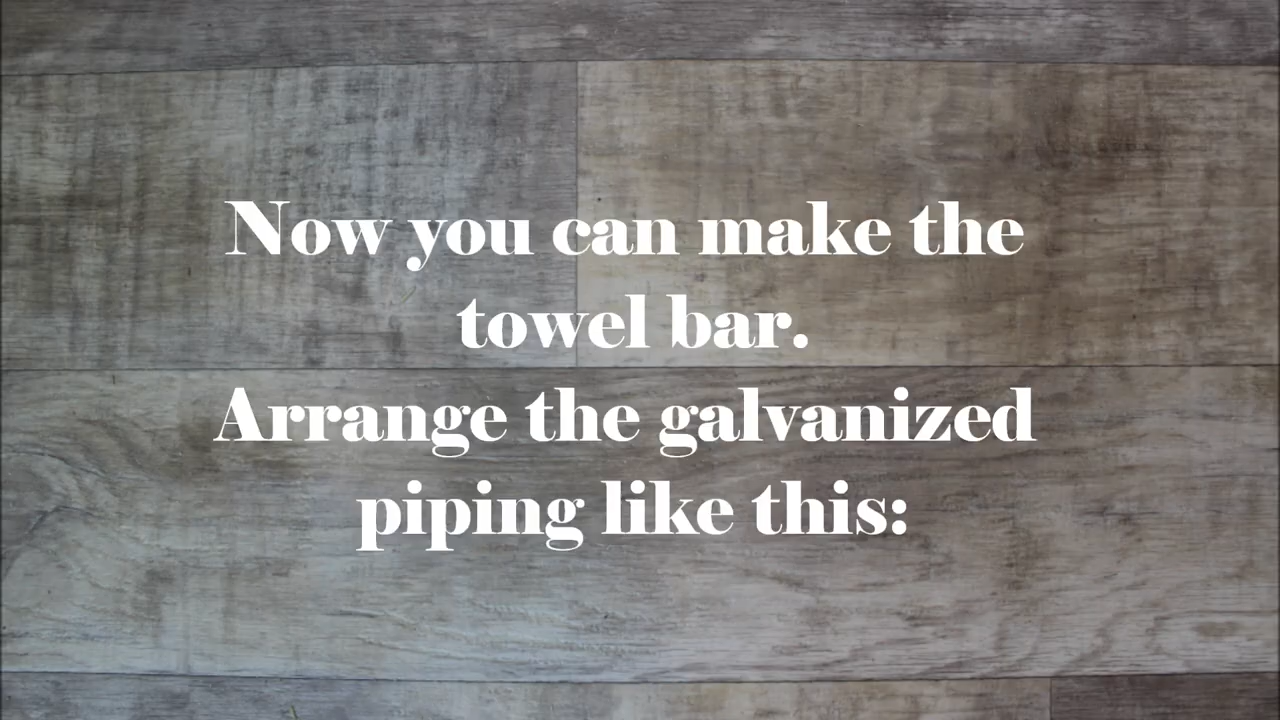 Now you can make the
towel bar.
Arrange the galvanized
piping like this: